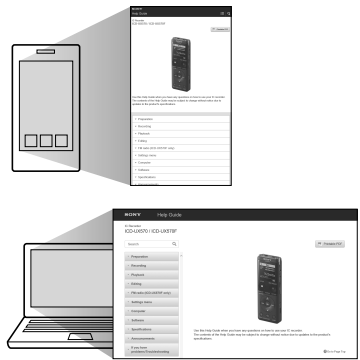 SONY
Help Guide
IC Recorder
ICD-UX570 / ICD-UX570F
Printable PDF
Use this Help Guide when you have any questions on how to use your IC recorder.
The contents of the Help Guide may be subject to change without notice due to
updates to the product's specifications.
Preparation
Recording
Playback
Editing
FM radio (ICD-UX570F only)
Settings menu
Computer
Software
Specifications
SONY
Help Guide
IC Recorder
ICD-UX570 / ICD-UX570F
Search
Printable PDF
Preparation
Recording
Playback
Editing
FM radio (ICD-UX570F only)
Settings menu
Computer
Software
Specifications
Announcements
If you have
problem/Troubleshooting
Use this Help Guide when you have any questions on how to use your IC recorder.
The contents of the Help Guide may be subject to change without notice due to updates to the product's
specifications.
Go to Page Top